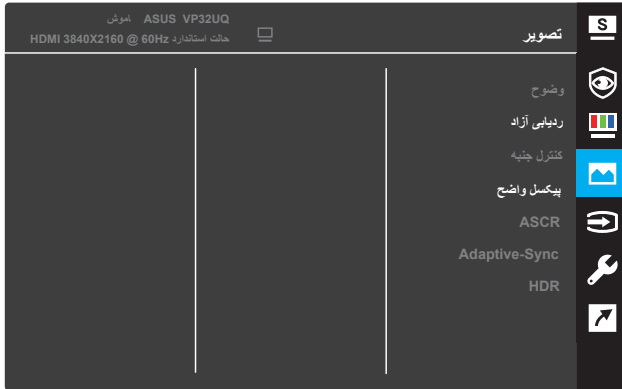 تصویر
ASUS VP32UQ اموش
HDMI 3840X2160 @ 60Hz حالت استاندارد
S
وضوح
ردیابی آزاد
کنترل جنبه
پیکسل واضح
ASCR
Adaptive-Sync
HDR